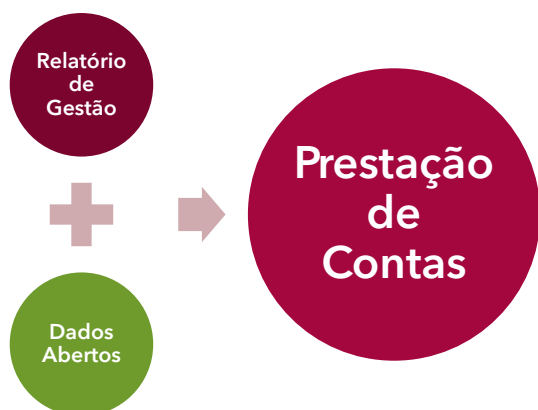 Relatório
de
Gestão
Dados
Abertos
Prestação
de
Contas